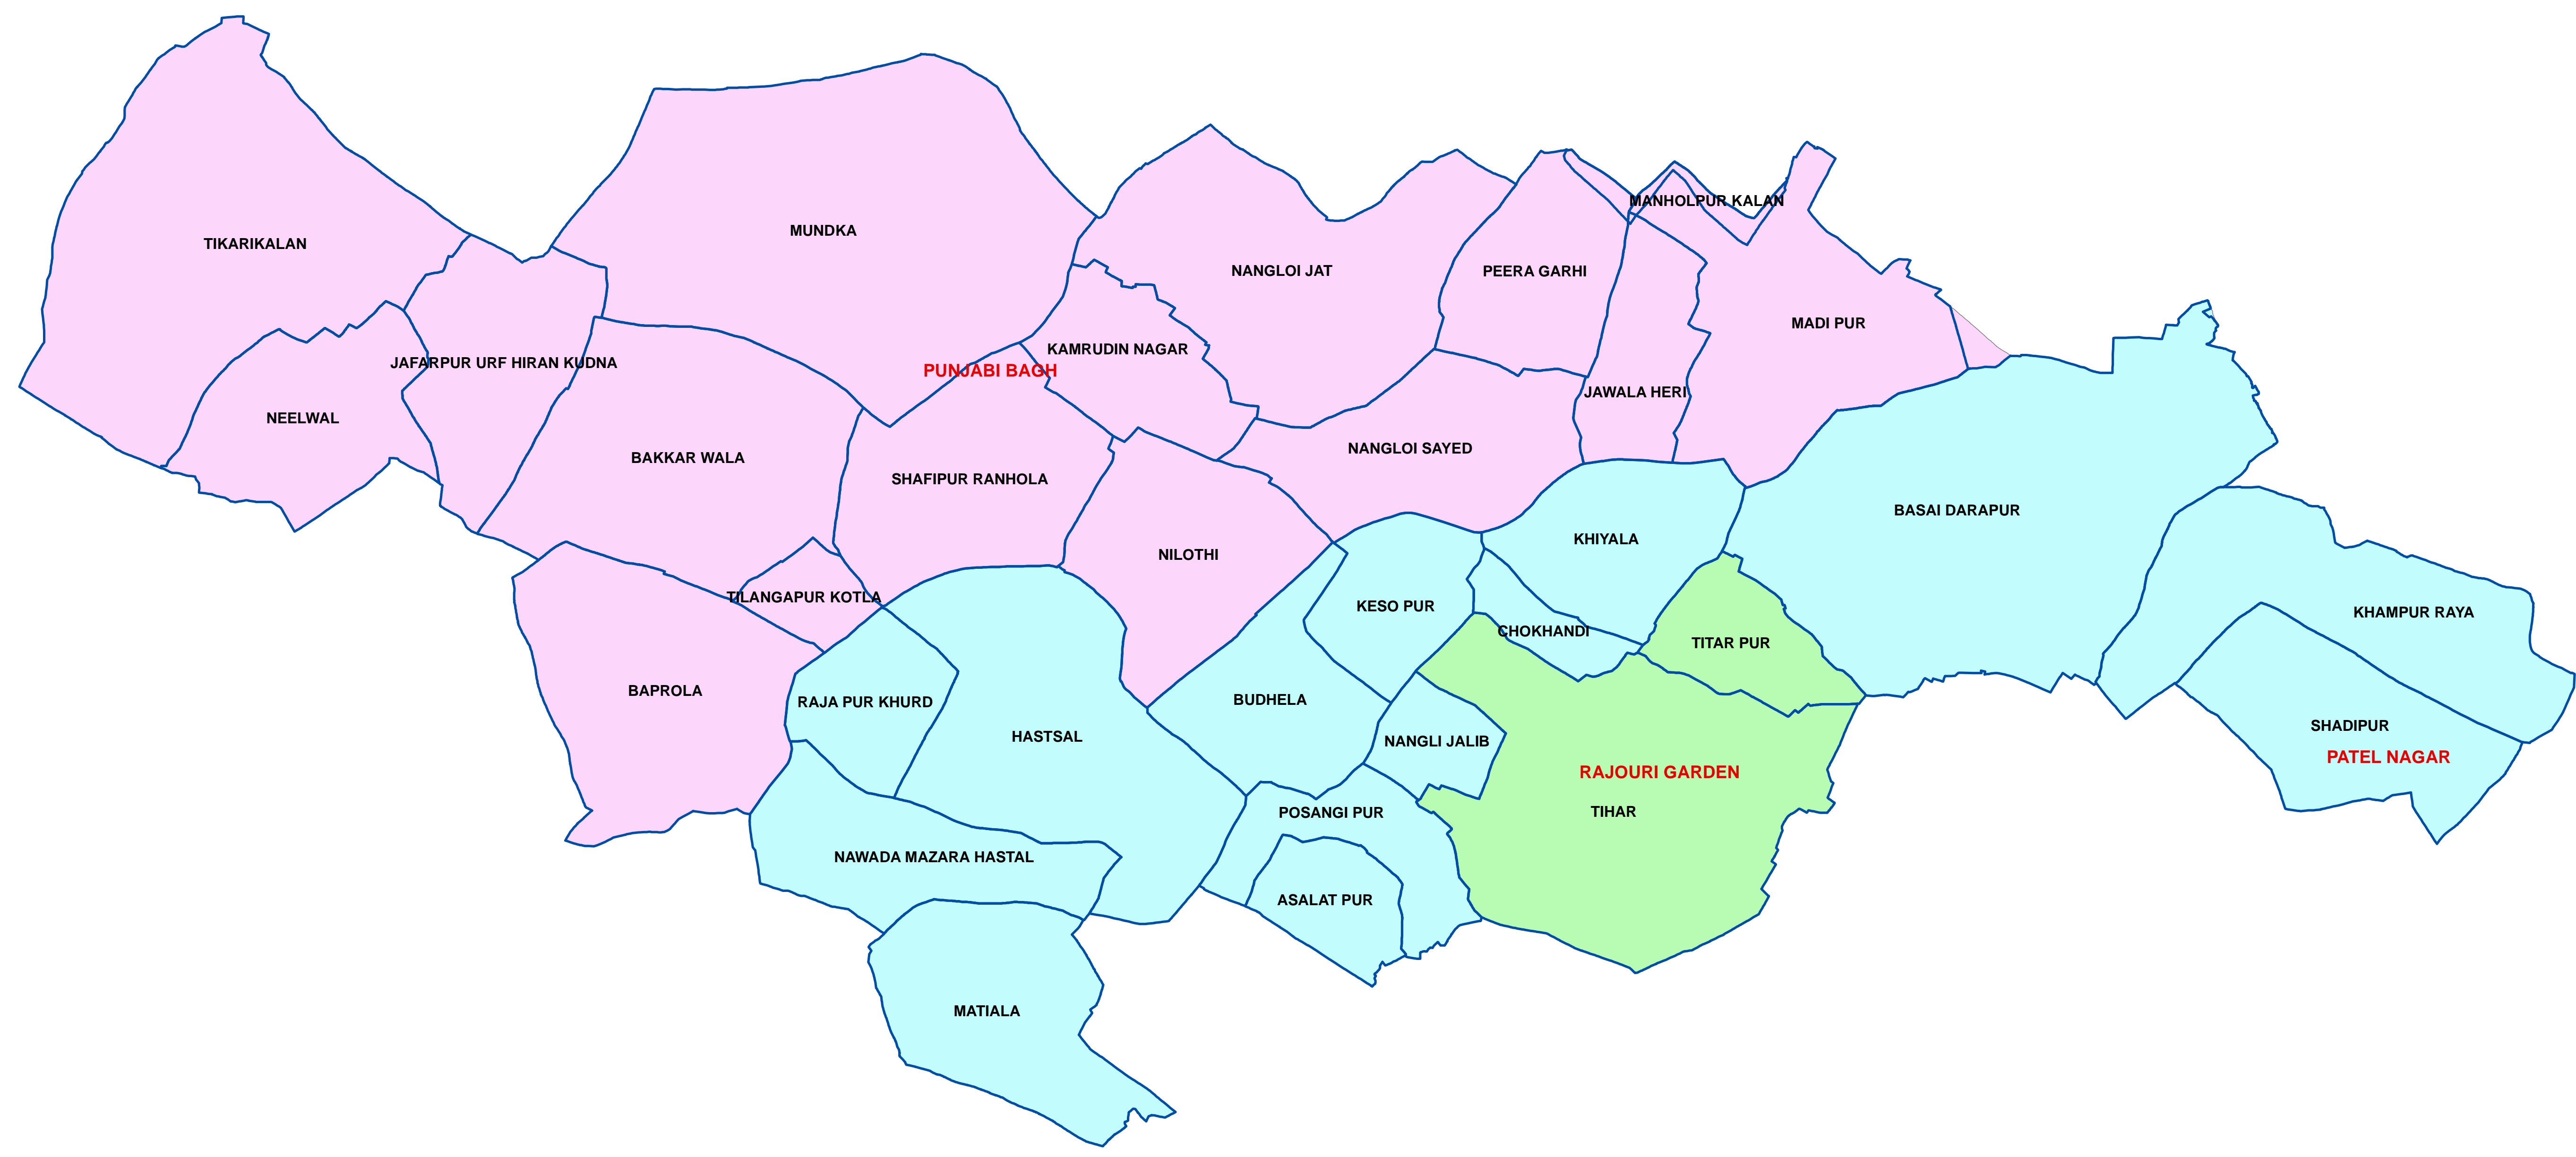 MANHOLPUR KALAN
MUNDKA
TIKARIKALAN
NANGLOI JAT
PEERA GARHI
MADI PUR
KAMRUDIN NAGAR
JAFARPUR URF HIRAN KUDNA
PUNJABI BAGH
JAWALA HERI
NEELWAL
NANGLOI SAYED
BAKKAR WALA
SHAFIPUR RANHOLA
BASAI DARAPUR
KHIYALA
NILOTHI
TILANGAPUR KOTLA
KESO PUR
KHAMPUR RAYA
CHOKHANDI
TITAR PUR
BAPROLA
BUDHELA
RAJA PUR KHURD
SHADIPUR
HASTSAL
NANGLI JALIB
PATEL NAGAR
RAJOURI GARDEN
TIHAR
POSANGI PUR
NAWADA MAZARA HASTAL
ASALAT PUR
MATIALA